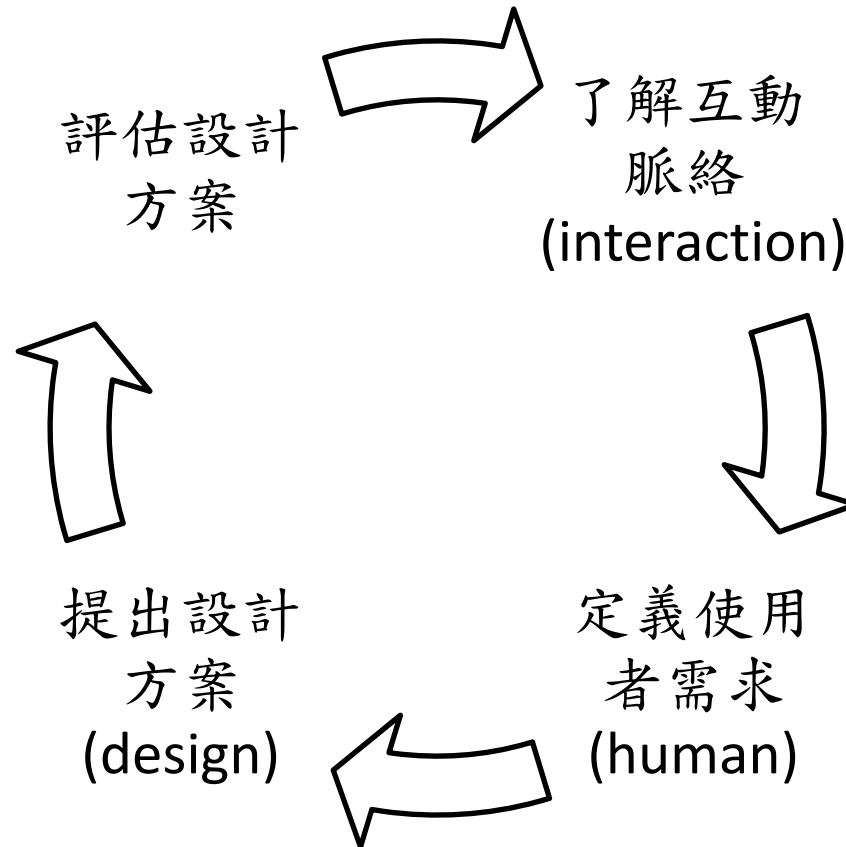 評估設計
方案
了解互動
脈絡
(interaction)
提出設計
方案
(design)
定義使用
者需求
(human)